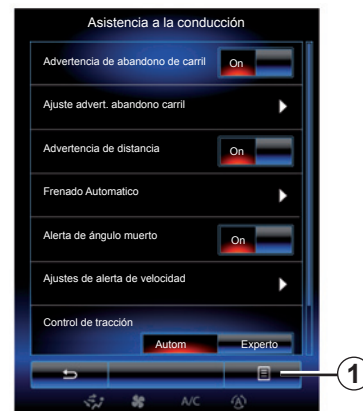 Asistencia a la conducción
Advertencia de abandono de carril
On
Ajuste advert. abandono carril
Advertencia de distancia
On
Frenado Automatico
Alerta de ángulo muerto
On
Ajustes de alerta de velocidad
Control de tracción
Autom
Experto
1
A/C
A